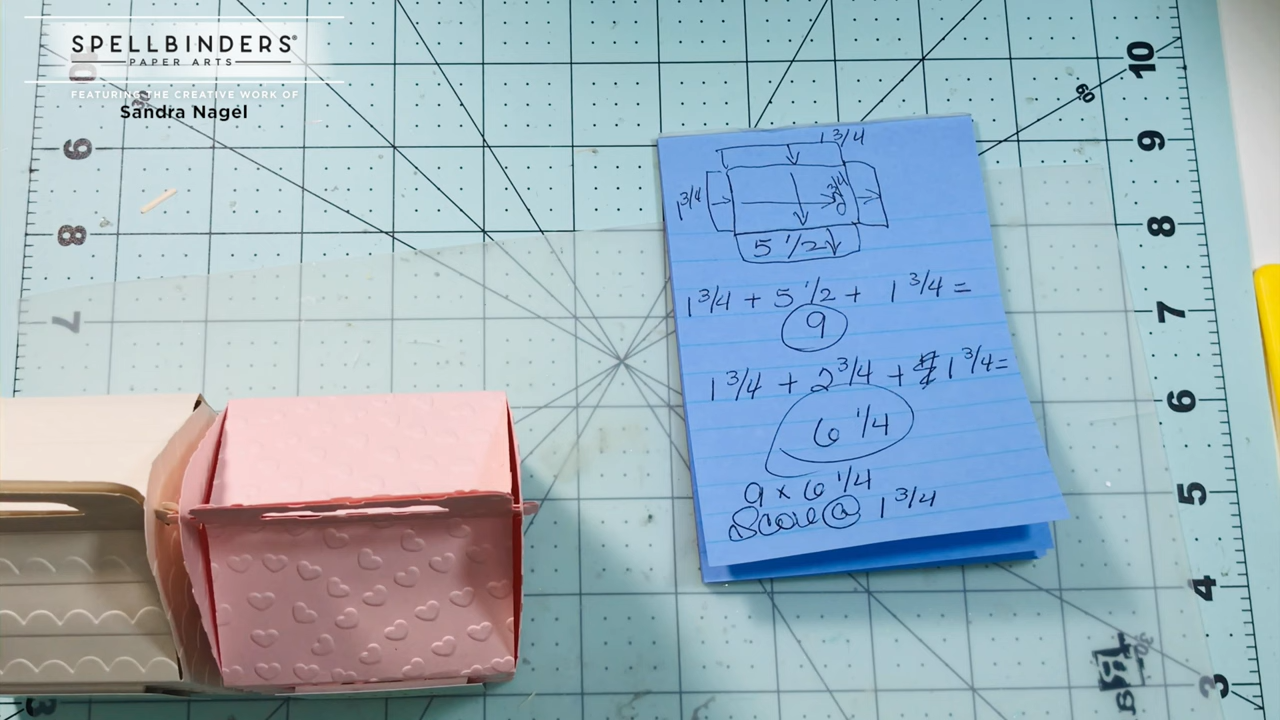 SPELLBINDERS®
PAPER ARTS
FEATURING THE CREATIVE WORK OF
Sandra Nagel
1 3/4
1 3/4
5 1/2
1 3/4 + 5 1/2 + 1 3/4 =
9
1 3/4 + 2 3/4 + 1 3/4 =
6 1/4
9 x 6 1/4
Score @ 1 3/4
10
9
8
7
6
5
4
3
60
10
9
8
7
3